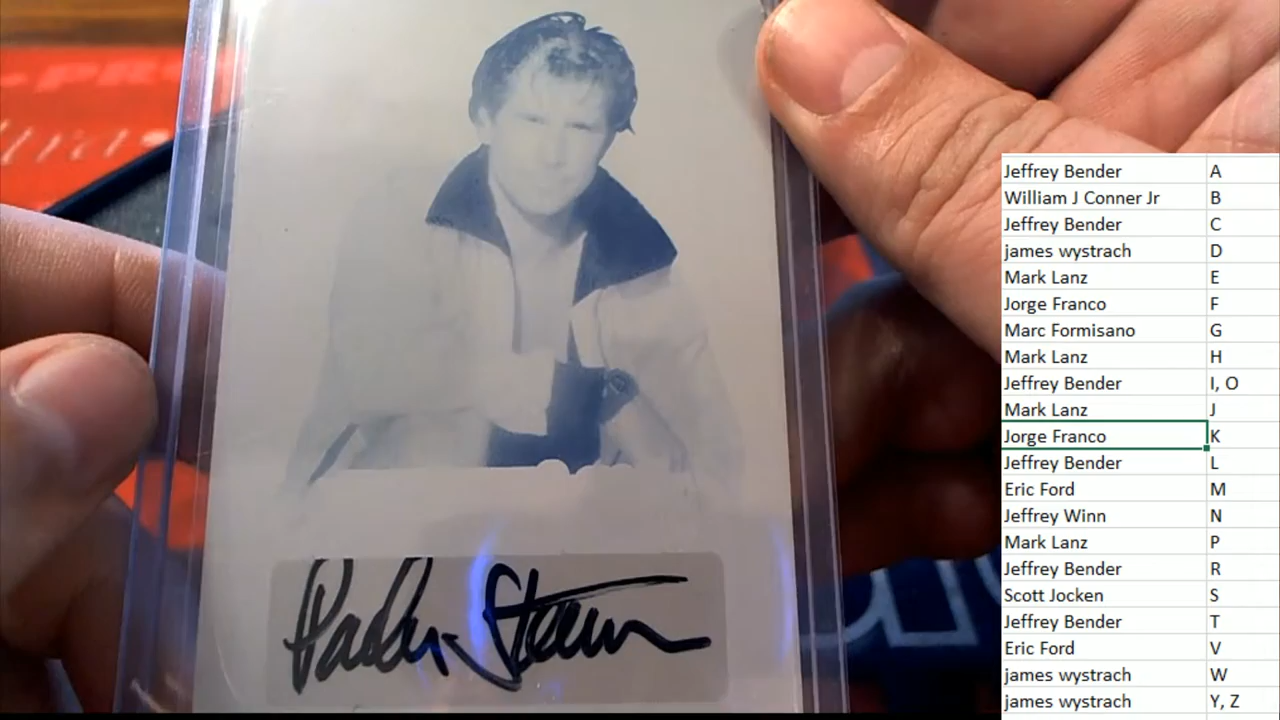 Jeffrey Bender A
William J Conner Jr B
Jeffrey Bender C
james wystrach D
Mark Lanz E
Jorge Franco F
Marc Formisano G
Mark Lanz H
Jeffrey Bender I, O
Mark Lanz J
Jorge Franco K
Jeffrey Bender L
Eric Ford M
Jeffrey Winn N
Mark Lanz P
Jeffrey Bender R
Scott Jocken S
Jeffrey Bender T
Eric Ford V
james wystrach W
james wystrach Y, Z